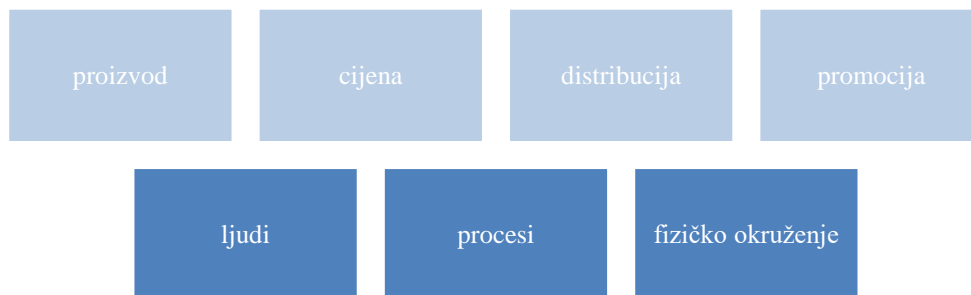 proizvod
cijena
distribucija
promocija
ljudi
procesi
fizičko okruženje